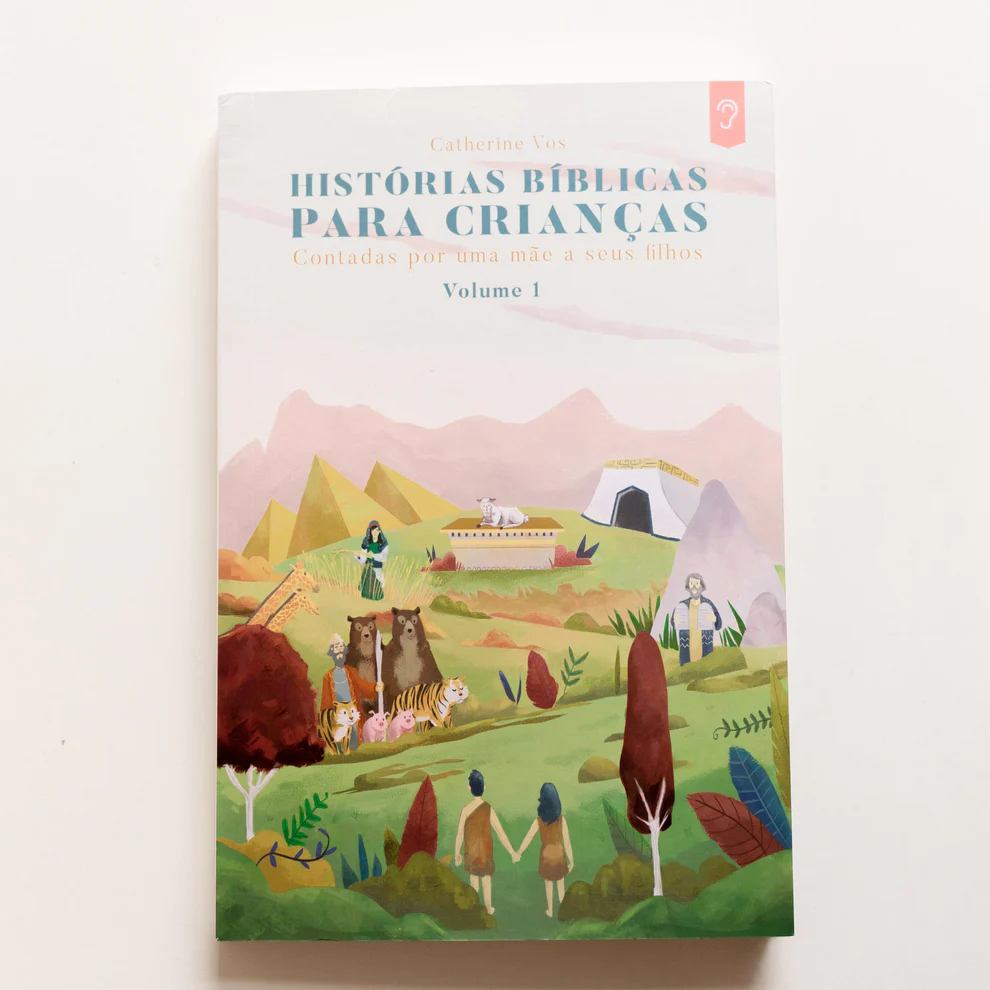 Catherine Vos
HISTÓRIAS BÍBLICAS
PARA CRIANÇAS
Contadas por uma mãe a seus filhos
Volume 1